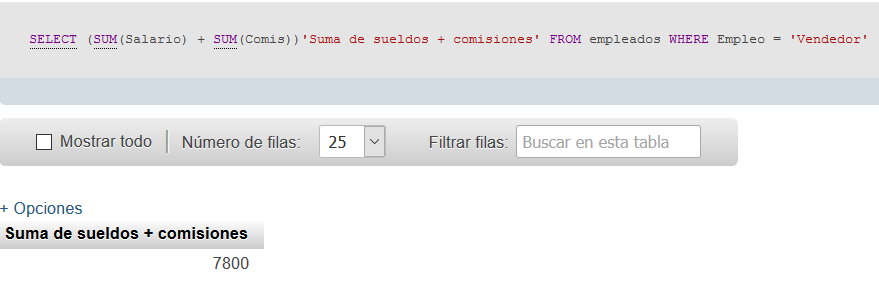 SELECT (SUM(Salario) + SUM(Comis))'Suma de sueldos + comisiones' FROM empleados WHERE Empleo = 'Vendedor'
Mostrar todo Número de filas: 25 Filtrar filas: Buscar en esta tabla
+ Opciones
Suma de sueldos + comisiones
7800